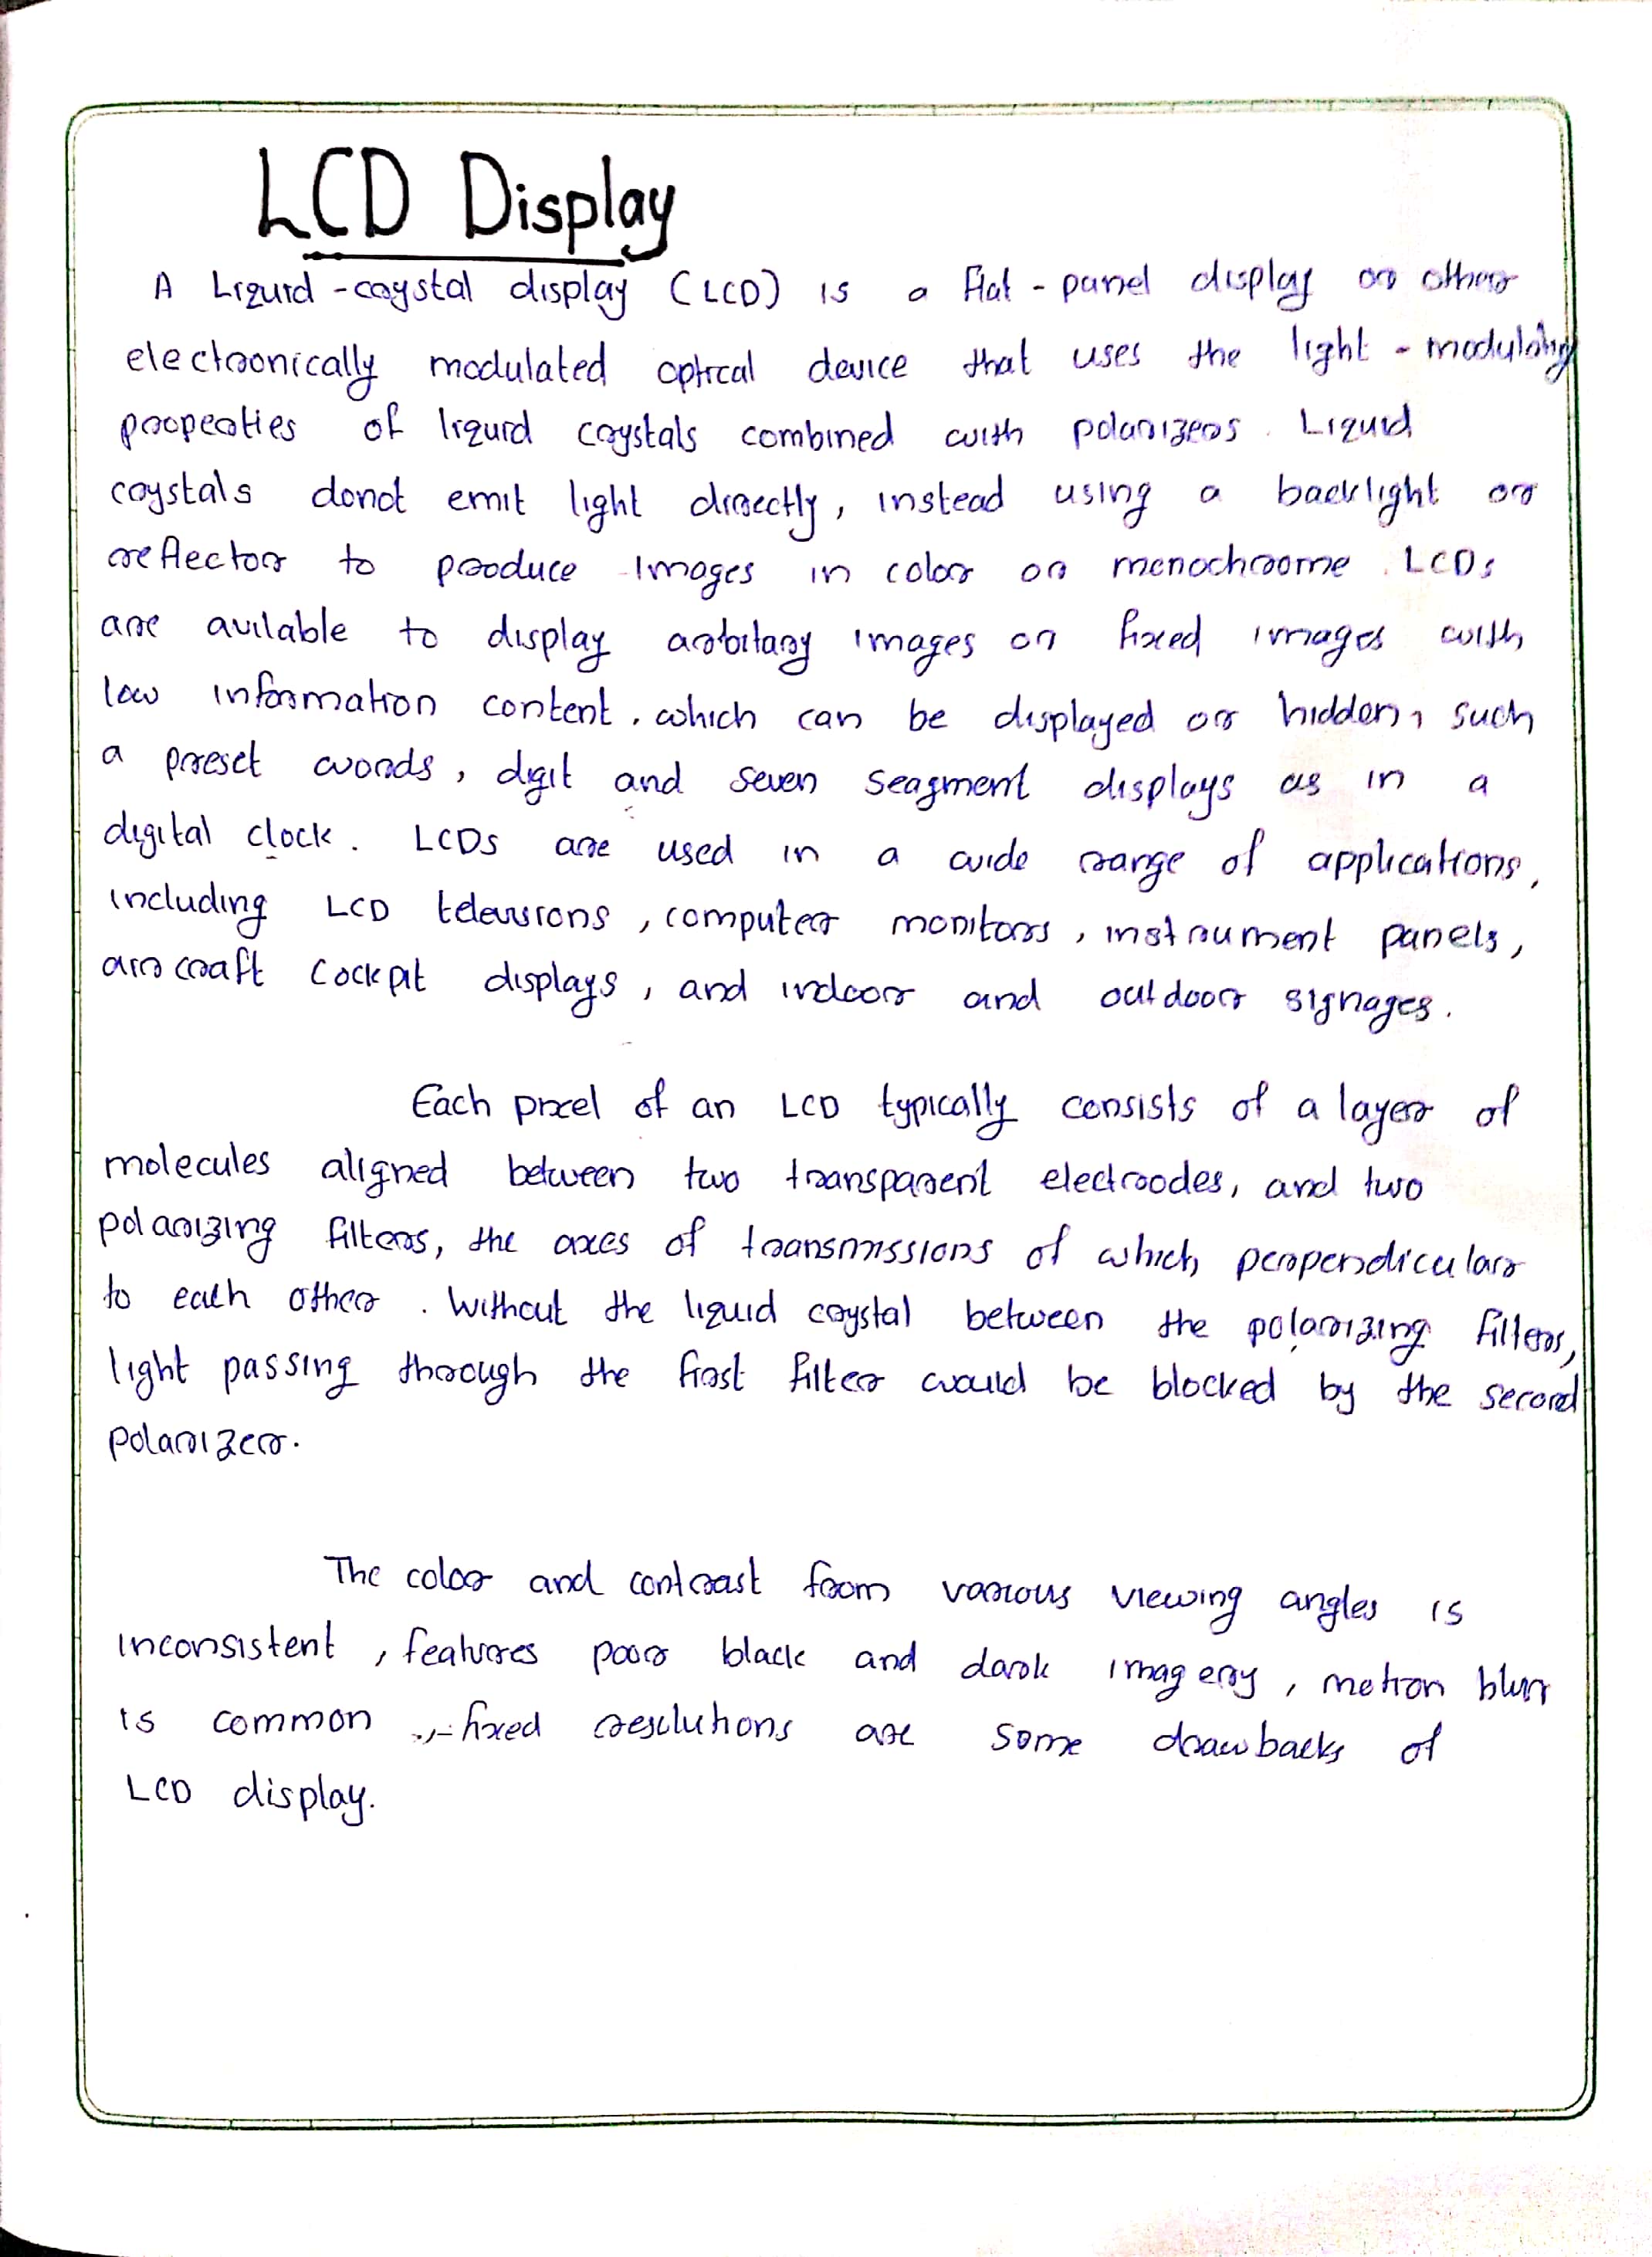 LCD Display
A Liquid-crystal display (LCD) is a flat-panel display or other
electronically modulated optical device that uses the light-modulating
properties of liquid crystals combined with polarizers. Liquid
crystals donot emit light directly, instead using a backlight or
reflector to produce images in color or monochrome. LCDs
are avilable to display arbitary images or fixed images with
low information content, which can be displayed or hidden, such
a preset words, digit and seven seagment displays as in a
digital clock. LCDs are used in a wide range of applications,
including LCD televisions, computer monitors, instrument panels,
aircraft cockpit displays, and indoor and outdoor signages.
Each pixel of an LCD typically consists of a layer of
molecules aligned between two transparent electrodes, and two
polarizing filters, the axes of transmissions of which perpendicular
to each other. Without the liquid crystal between the polarizing filters,
light passing through the first filter would be blocked by the second
polarizer.
The color and contrast from various viewing angles is
inconsistent, features poor black and dark imagery, motion blur
is common, fixed resolutions are some drawbacks of
LCD display.